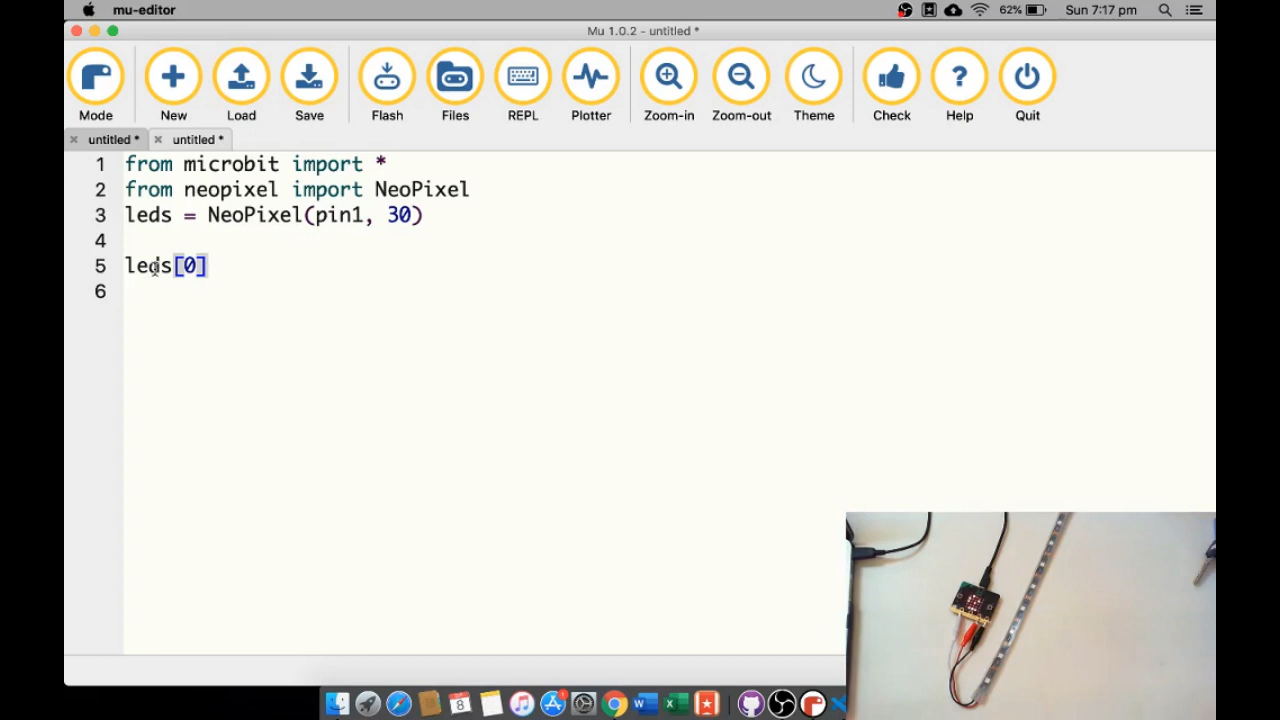 mu-editor 62% Sun 7:17 pm
Mu 1.0.2 - untitled *
Mode New Load Save Flash Files REPL Plotter Zoom-in Zoom-out Theme Check Help Quit
untitled * untitled *
1 from microbit import *
2 from neopixel import NeoPixel
3 leds = NeoPixel(pin1, 30)
4
5 leds[0]
6